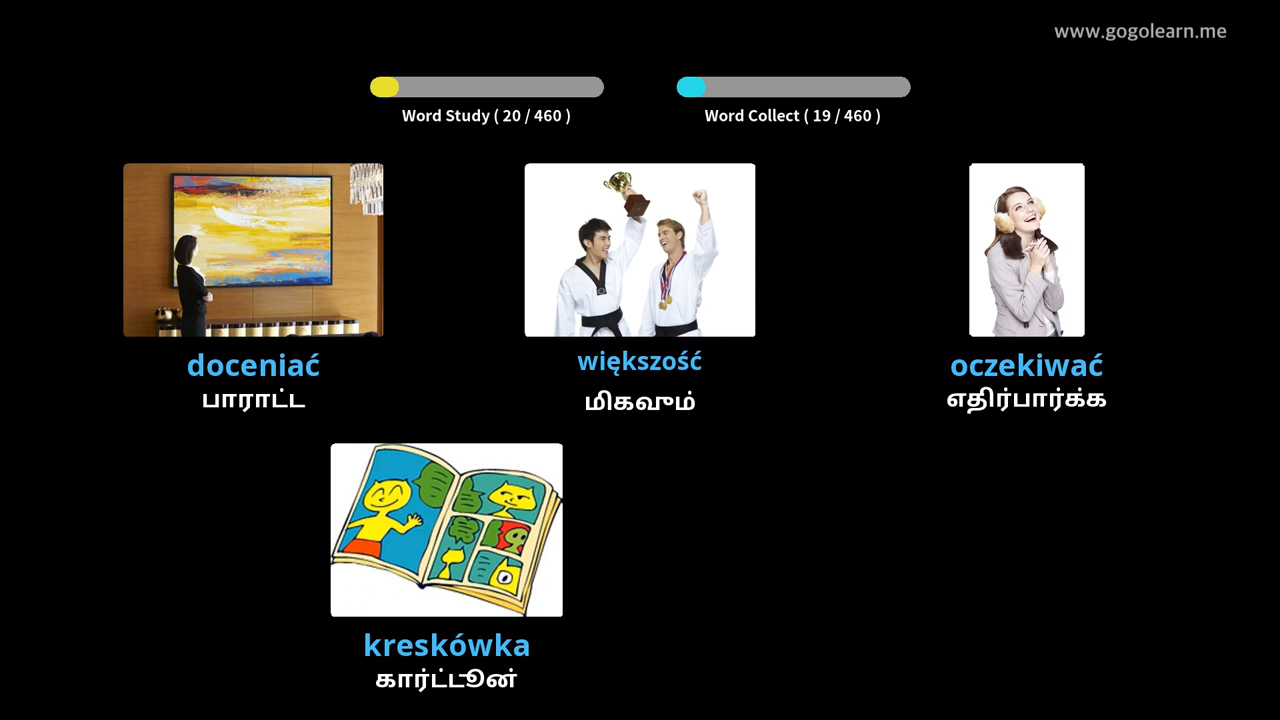 www.gogolearn.me
Word Study ( 20 / 460 )
Word Collect ( 19 / 460 )
doceniać
பாராட்ட
większość
மிகவும்
oczekiwać
எதிர்பார்க்க
kreskówka
கார்ட்டூன்